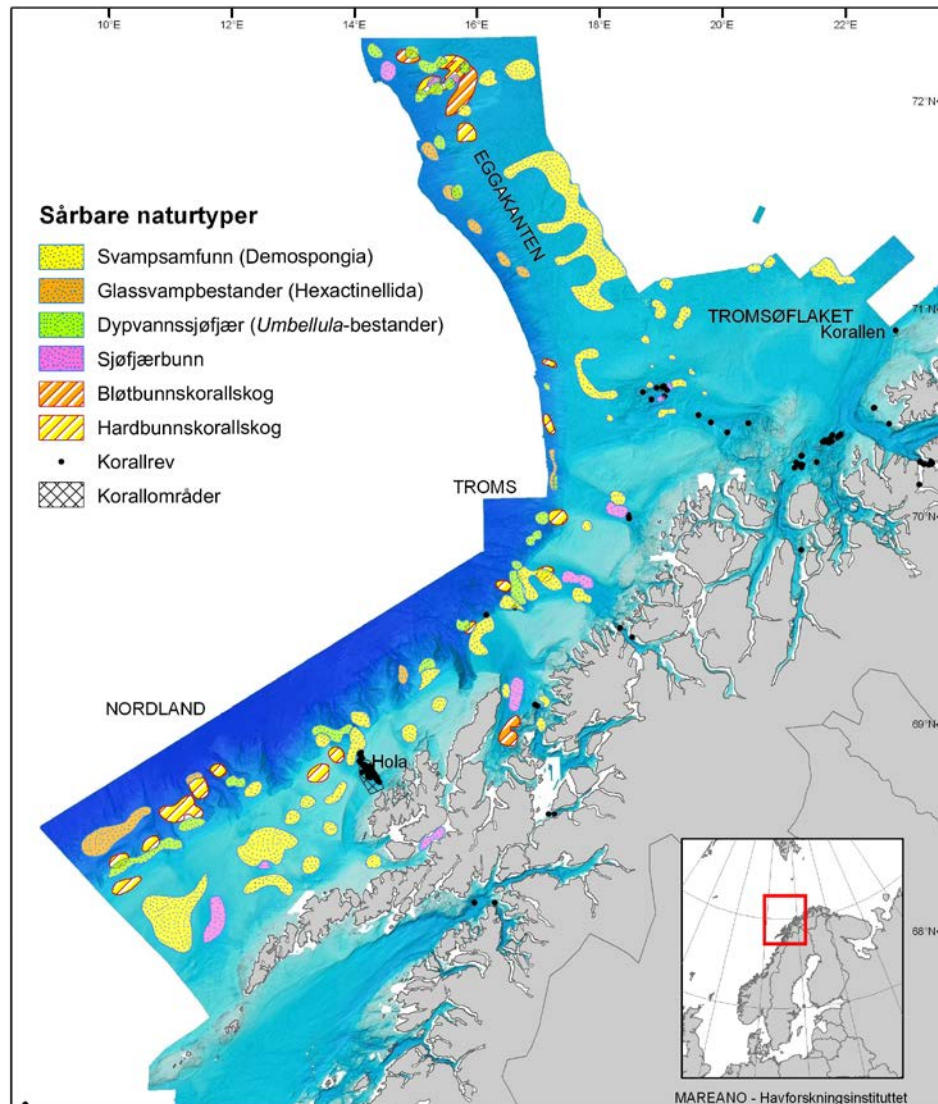 10°E
12°E
14°E
16°E
18°E
20°E
22°E
72°N
EGGAKANTEN
Sårbare naturtyper
Svampsamfunn (Demospongia)
Glassvampbestander (Hexactinellida)
Dypvannssjøfjær (Umbellula-bestander)
Sjøfjærbunn
Bløtbunnskorallskog
Hardbunnskorallskog
Korallrev
Korallområder
71°N
TROMSØFLAKET
Korallen
TROMS
70°N
NORDLAND
69°N
Hola
68°N
MAREANO - Havforskningsinstituttet